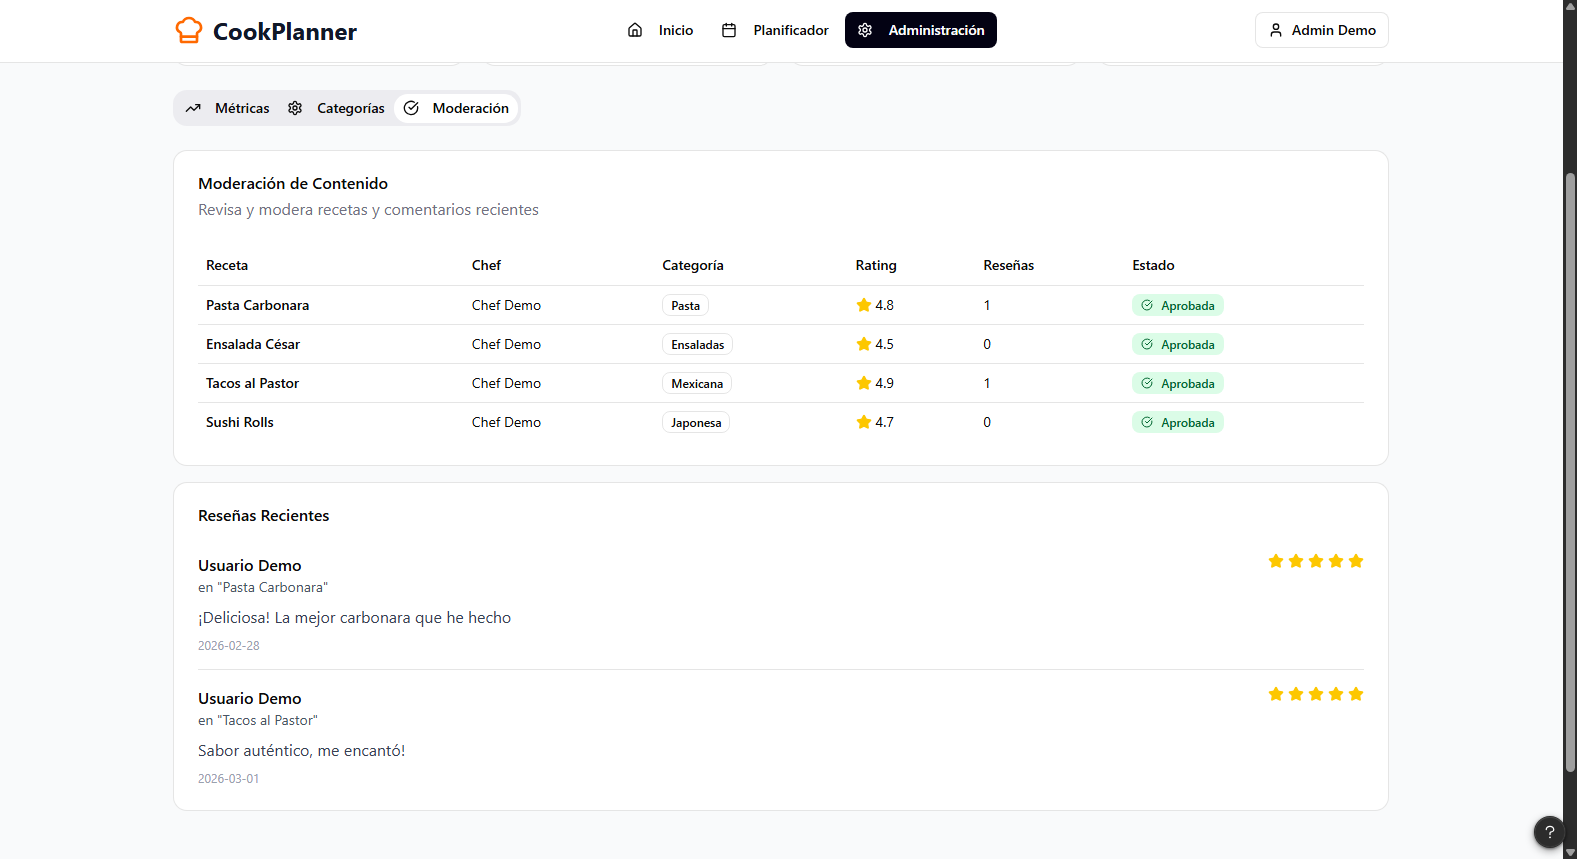 CookPlanner
Inicio
Planificador
Administración
Admin Demo
Métricas
Categorías
Moderación
Moderación de Contenido
Revisa y modera recetas y comentarios recientes
Receta Chef Categoría Rating Reseñas Estado
Pasta Carbonara Chef Demo Pasta 4.8 1 Aprobada
Ensalada César Chef Demo Ensaladas 4.5 0 Aprobada
Tacos al Pastor Chef Demo Mexicana 4.9 1 Aprobada
Sushi Rolls Chef Demo Japonesa 4.7 0 Aprobada
Reseñas Recientes
Usuario Demo
en "Pasta Carbonara"
¡Deliciosa! La mejor carbonara que he hecho
2026-02-28
Usuario Demo
en "Tacos al Pastor"
Sabor auténtico, me encantó!
2026-03-01
?